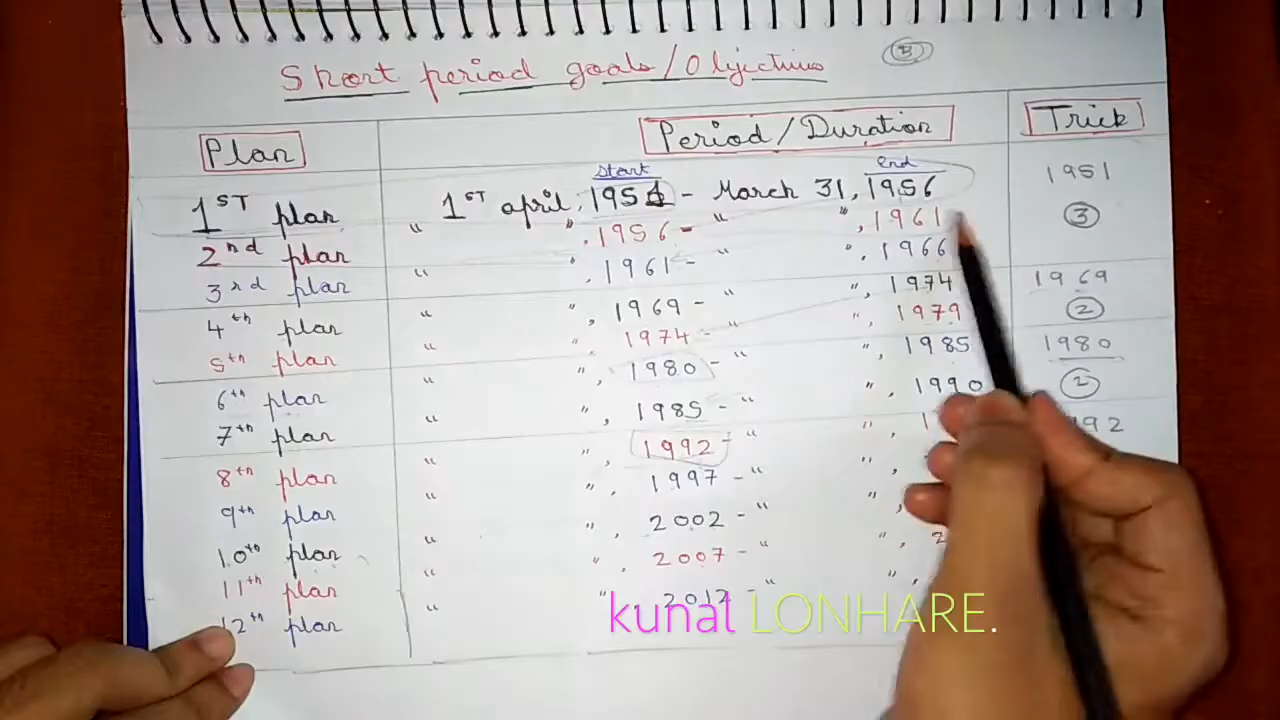 Short period goals/Objectives B
Plan Period/Duration Trick
Start end
1ST plan 1ST april, 1951 - March 31, 1956 1951
2nd plan " ", 1956 - " ", 1961 3
3rd plan " ", 1961 - " ", 1966
4th plan " ", 1969 - " ", 1974 1969
5th plan " ", 1974 - " ", 1979 2
6th plan " ", 1980 - " ", 1985 1980
7th plan " ", 1985 - " ", 1990 2
8th plan " ", 1992 - " "
9th plan " ", 1997 - " "
10th plan " ", 2002 - " "
11th plan " ", 2007 - " "
12th plan " ", 2012 - " "
kunal LONHARE.